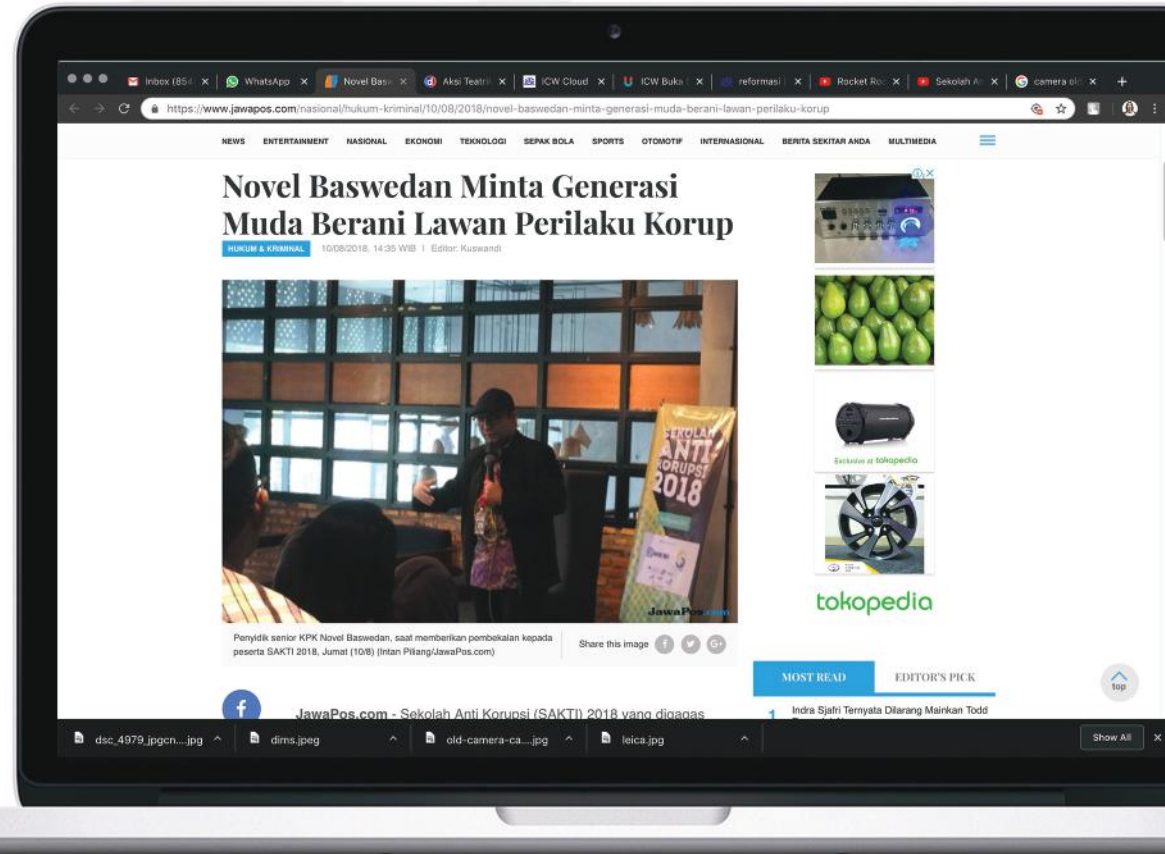 Inbox (854
WhatsApp
Novel Basw
Aksi Teatri
ICW Cloud
ICW Buka
reformasi
Rocket Ro
Sekolah A
camera old
https://www.jawapos.com/nasional/hukum-kriminal/10/08/2018/novel-baswedan-minta-generasi-muda-berani-lawan-perilaku-korup
NEWS ENTERTAINMENT NASIONAL EKONOMI TEKNOLOGI SEPAK BOLA SPORTS OTOMOTIF INTERNASIONAL BERITA SEKITAR ANDA MULTIMEDIA
Novel Baswedan Minta Generasi
Muda Berani Lawan Perilaku Korup
HUKUM & KRIMINAL 10/08/2018, 14:35 WIB | Editor: Kuswandi
SEKOLAH
ANTI
KORUPSI
2018
JawaPos.com
Penyidik senior KPK Novel Baswedan, saat memberikan pembekalan kepada
peserta SAKTI 2018, Jumat (10/8) (Intan Piliang/JawaPos.com)
Share this image
JawaPos.com - Sekolah Anti Korupsi (SAKTI) 2018 yang digagas
Exclusive at tokopedia
tokopedia
MOST READ EDITOR'S PICK
1 Indra Sjafri Ternyata Dilarang Mainkan Todd
top
dsc_4979_jpgcn....jpg
dims.jpeg
old-camera-ca....jpg
leica.jpg
Show All